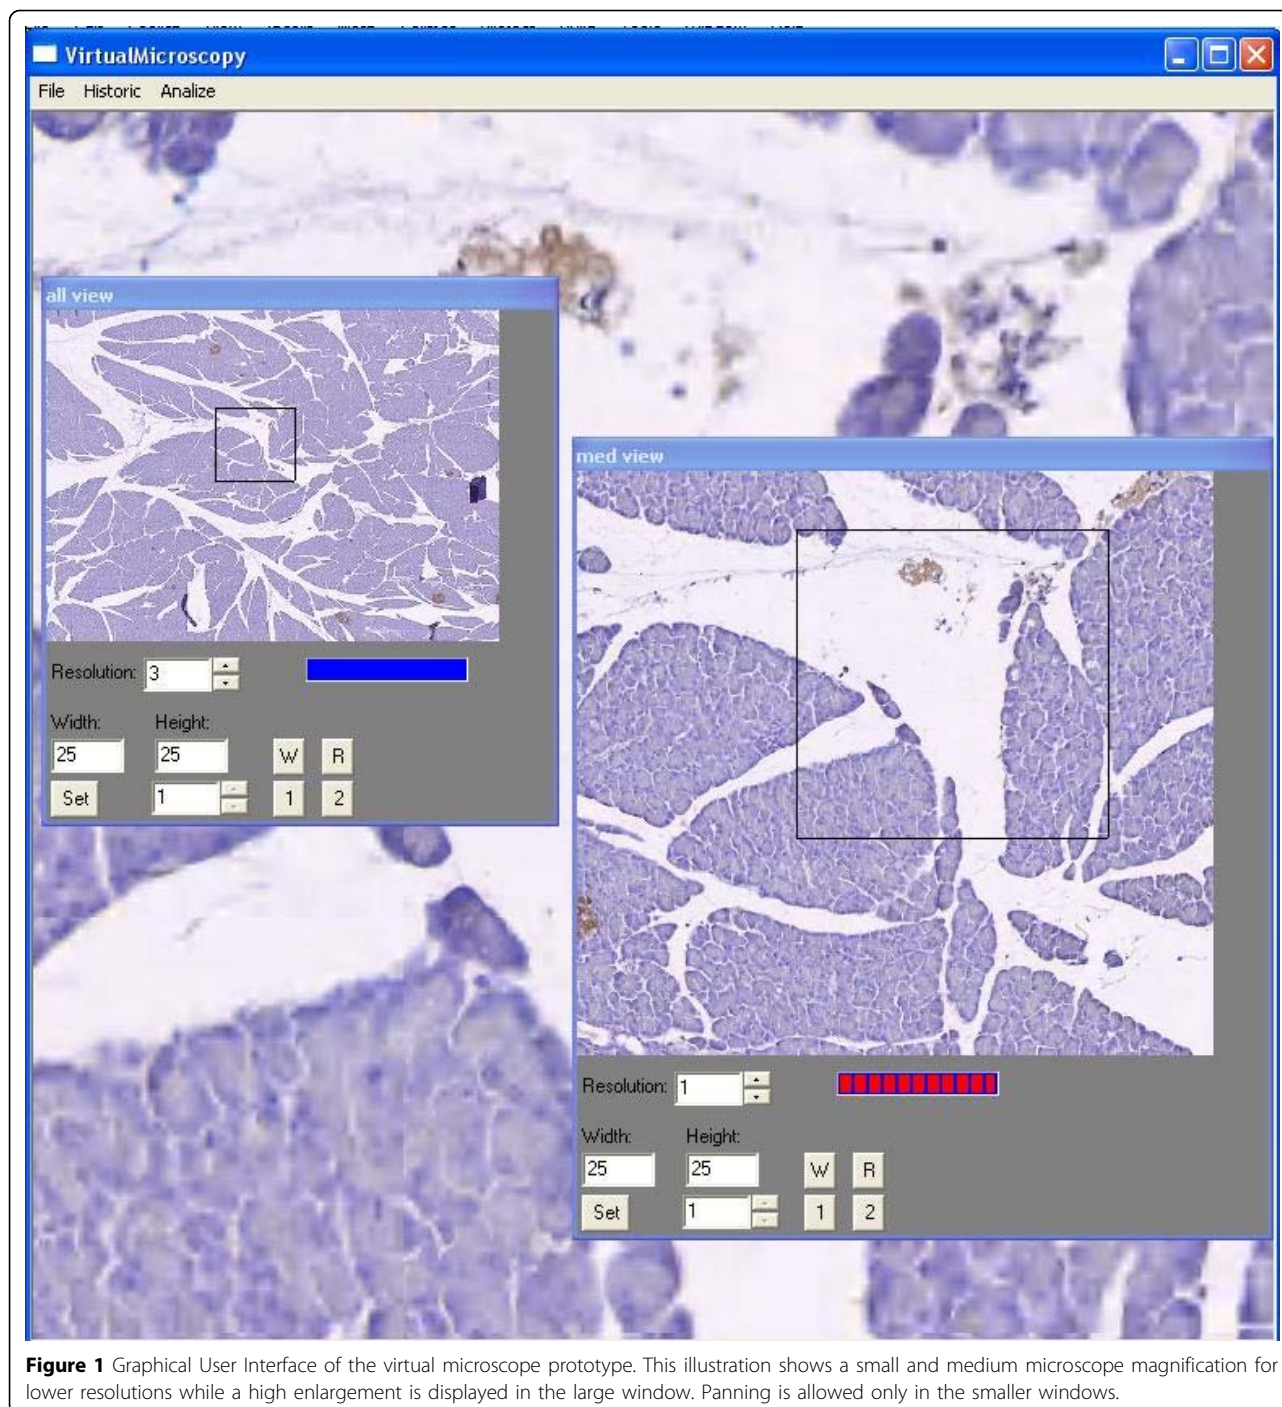 VirtualMicroscopy
File Historic Analize
all view
Resolution: 3
Width: Height:
25 25 W R
Set 1 1 2
med view
Resolution: 1
Width: Height:
25 25 W R
Set 1 1 2
Figure 1 Graphical User Interface of the virtual microscope prototype. This illustration shows a small and medium microscope magnification for
lower resolutions while a high enlargement is displayed in the large window. Panning is allowed only in the smaller windows.